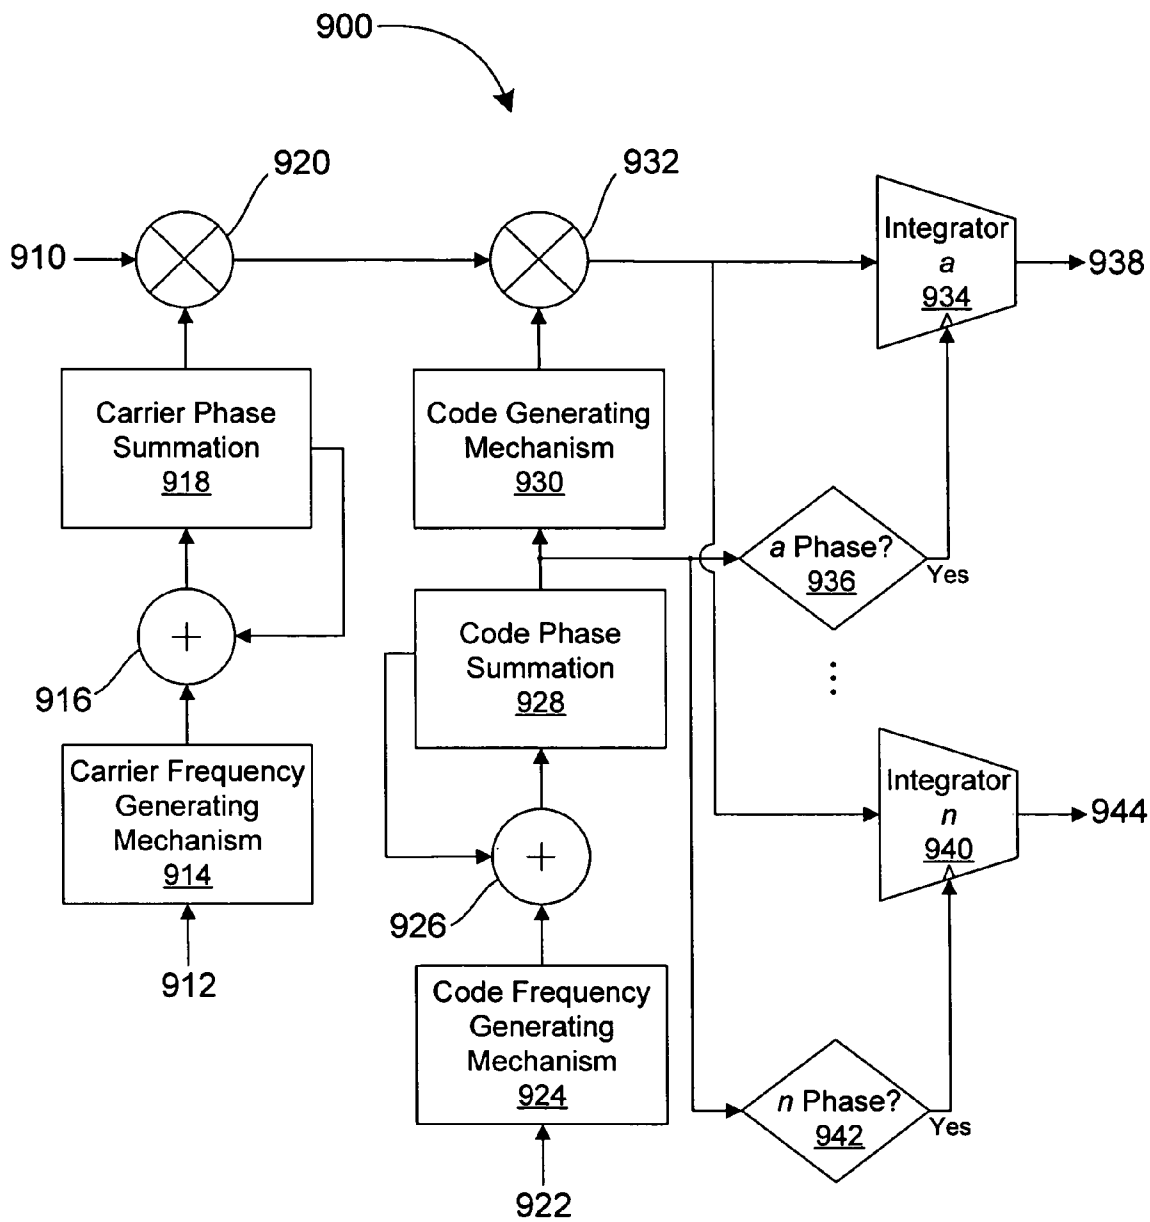 900
920
932
910
Integrator
a
934
938
Carrier Phase
Summation
918
Code Generating
Mechanism
930
a Phase?
936
Yes
+
916
Code Phase
Summation
928
Carrier Frequency
Generating
Mechanism
914
Integrator
n
940
944
+
926
912
Code Frequency
Generating
Mechanism
924
n Phase?
942
Yes
922